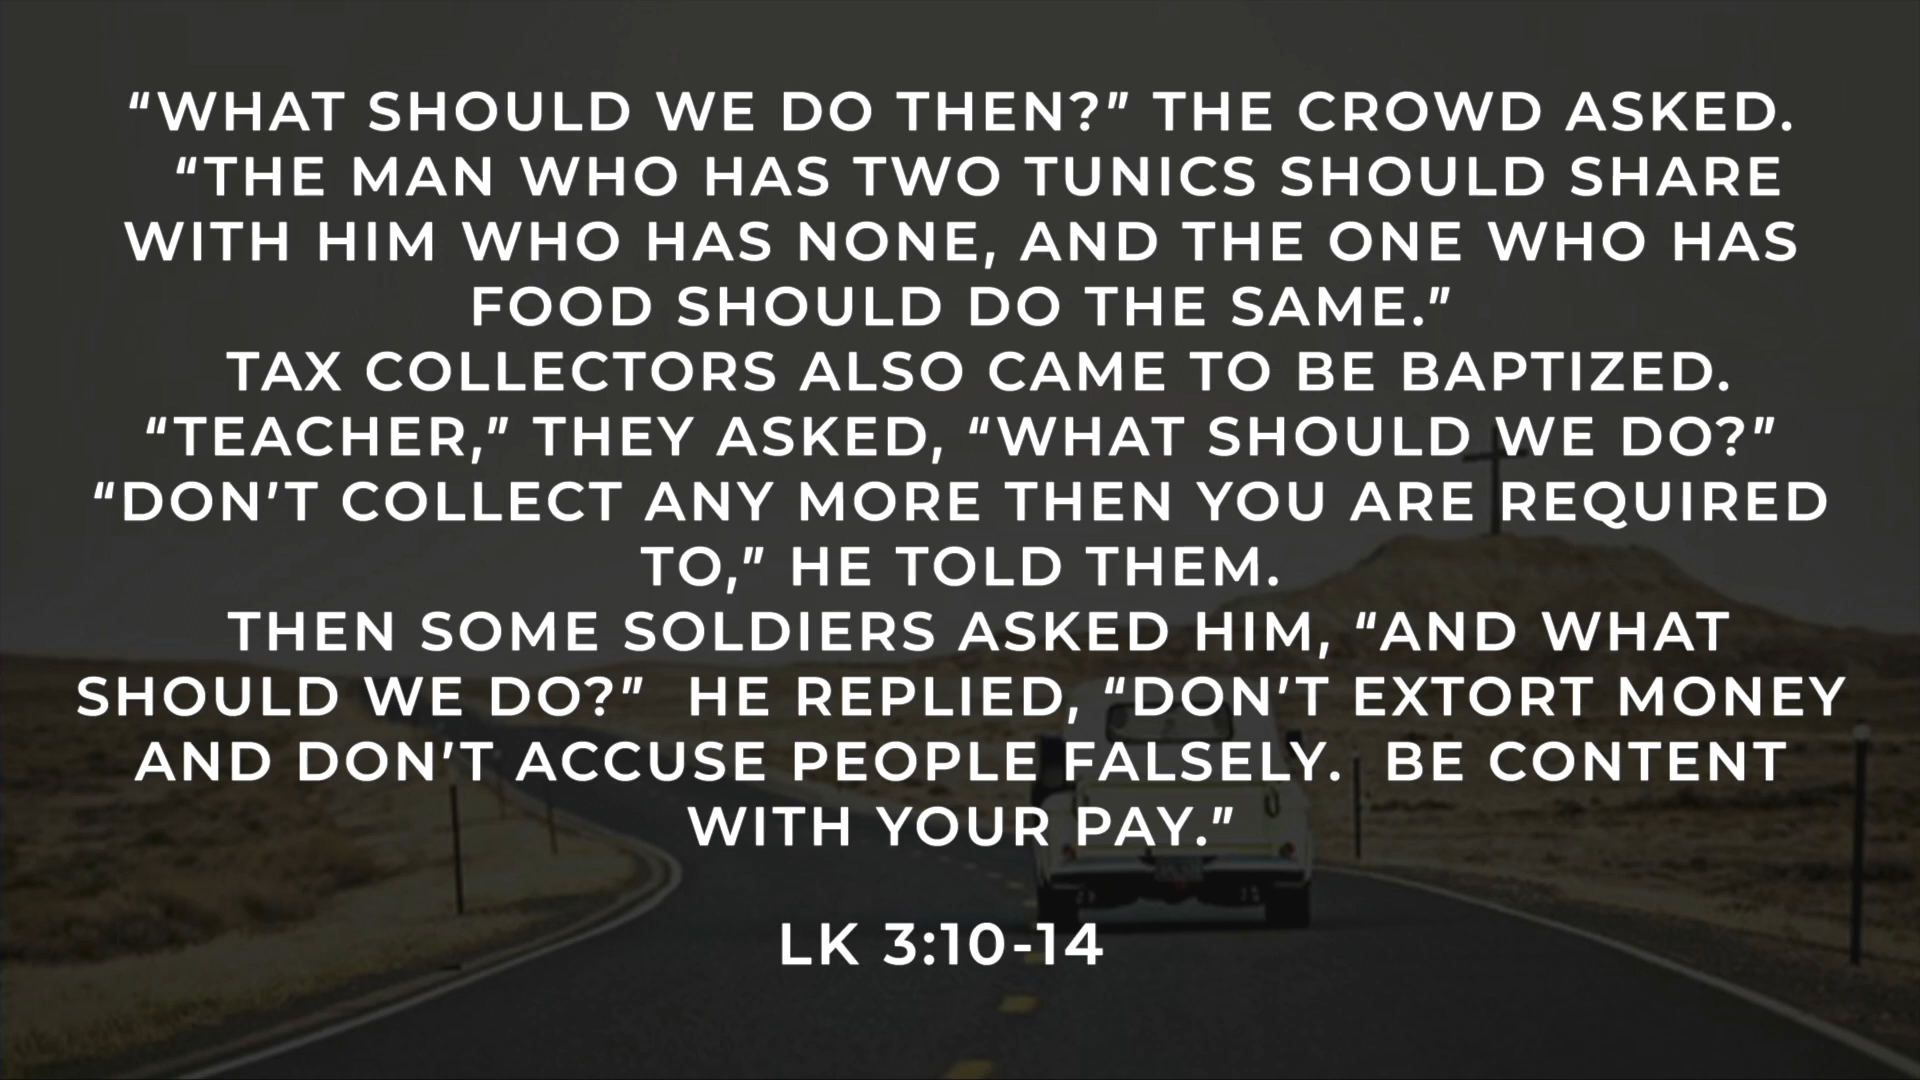 “WHAT SHOULD WE DO THEN?” THE CROWD ASKED.
“THE MAN WHO HAS TWO TUNICS SHOULD SHARE
WITH HIM WHO HAS NONE, AND THE ONE WHO HAS
FOOD SHOULD DO THE SAME.”
TAX COLLECTORS ALSO CAME TO BE BAPTIZED.
“TEACHER,” THEY ASKED, “WHAT SHOULD WE DO?”
“DON’T COLLECT ANY MORE THEN YOU ARE REQUIRED
TO,” HE TOLD THEM.
THEN SOME SOLDIERS ASKED HIM, “AND WHAT
SHOULD WE DO?”  HE REPLIED, “DON’T EXTORT MONEY
AND DON’T ACCUSE PEOPLE FALSELY.  BE CONTENT
WITH YOUR PAY.”
LK 3:10-14